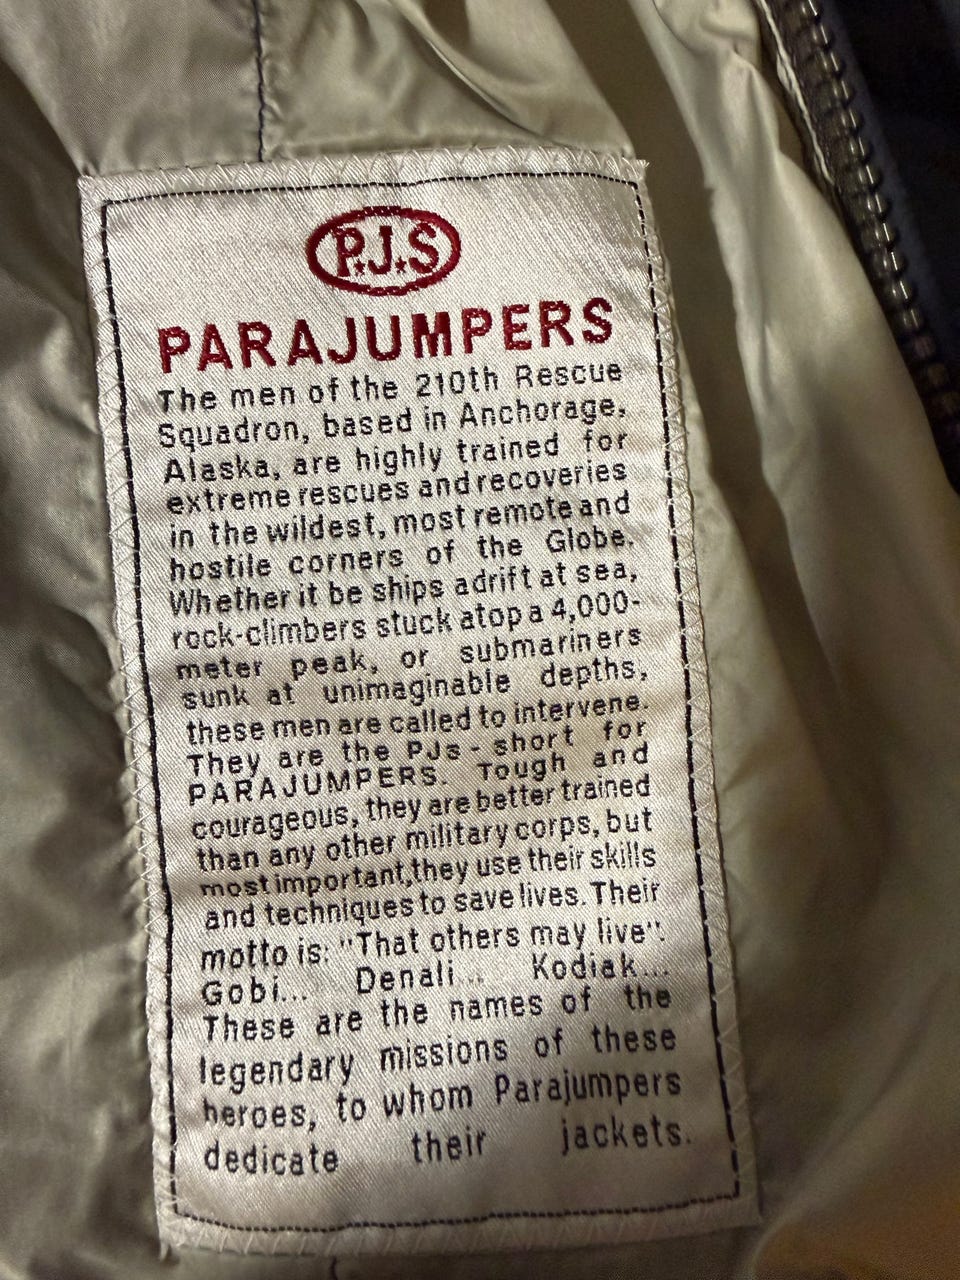 P.J.S
PARAJUMPERS
The men of the 210th Rescue
Squadron, based in Anchorage,
Alaska, are highly trained for
extreme rescues and recoveries
in the wildest, most remote and
hostile corners of the Globe.
Whether it be ships adrift at sea,
rock-climbers stuck atop a 4,000-
meter peak, or submariners
sunk at unimaginable depths,
these men are called to intervene.
They are the PJs - short for
PARAJUMPERS. Tough and
courageous, they are better trained
than any other military corps, but
most important,they use their skills
and techniques to save lives. Their
motto is: "That others may live".
Gobi... Denali... Kodiak...
These are the names of the
legendary missions of these
heroes, to whom Parajumpers
dedicate their jackets.